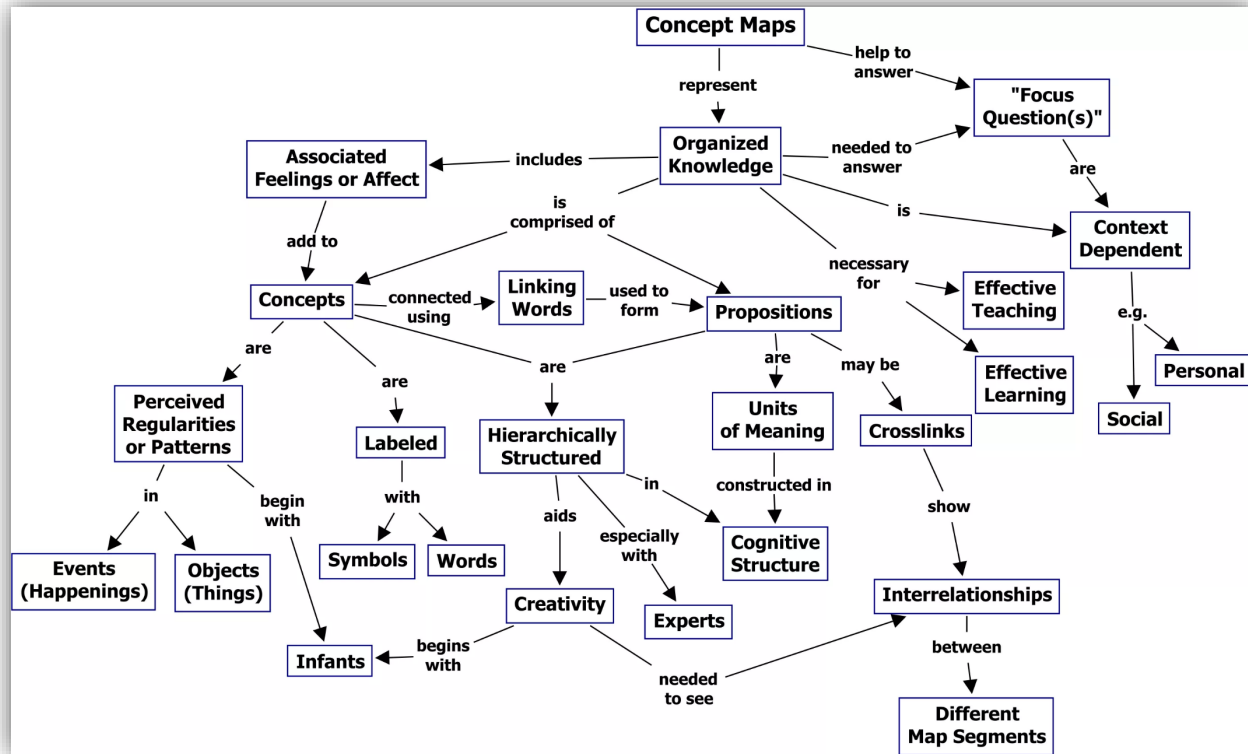 Concept Maps
help to
answer
represent
"Focus
Question(s)"
Organized
Knowledge
needed to
answer
includes
Associated
Feelings or Affect
are
is
comprised of
is
Context
Dependent
add to
necessary
for
Concepts
connected
using
Linking
Words
used to
form
Propositions
Effective
Teaching
e.g.
are
are
are
are
may be
Effective
Learning
Personal
Social
Perceived
Regularities
or Patterns
Labeled
Hierarchically
Structured
Units
of Meaning
Crosslinks
in
begin
with
with
aids
especially
with
in
constructed in
show
Events
(Happenings)
Objects
(Things)
Symbols
Words
Cognitive
Structure
Creativity
Experts
Interrelationships
Infants
begins
with
needed
to see
between
Different
Map Segments